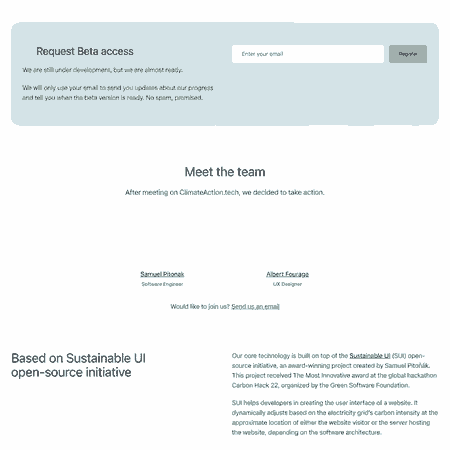 Request Beta access
We are still under development, but we are almost ready.
We will only use your email to send you updates about our progress
and tell you when the beta version is ready. No spam, promised.
Enter your email
Register
Meet the team
After meeting on ClimateAction.tech, we decided to take action.
Samuel Pitoňak
Software Engineer
Albert Fouraga
UX Designer
Would like to join us? Send us an email
Based on Sustainable UI
open-source initiative
Our core technology is built on top of the Sustainable UI (SUI) open-
source initiative, an award-winning project created by Samuel Pitoňák.
This project received The Most Innovative award at the global hackathon
Carbon Hack 22, organized by the Green Software Foundation.
SUI helps developers in creating the user interface of a website. It
dynamically adjusts based on the electricity grid's carbon intensity at the
approximate location of either the website visitor or the server hosting
the website, depending on the software architecture.